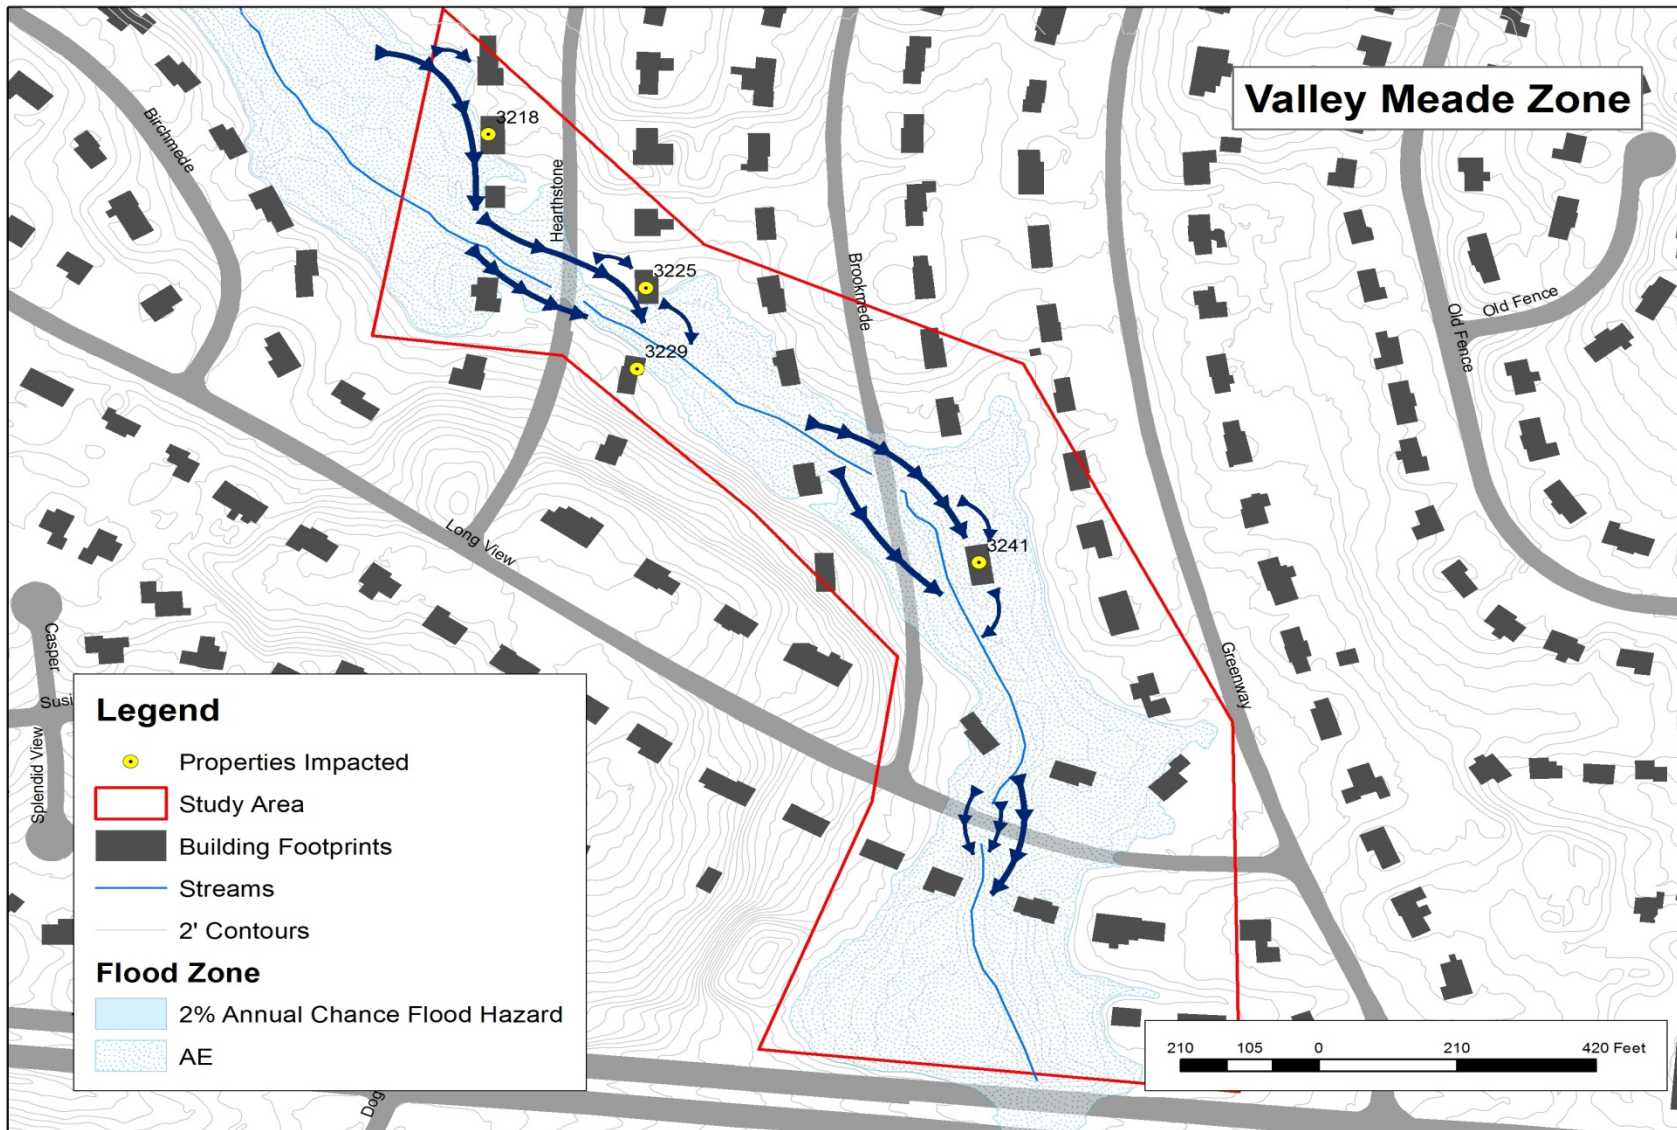 Valley Meade Zone
Birchmede
3218
Hearthstone
3225
3229
Brookmede
Old Fence
Old Fence
Long View
3241
Casper
Greenway
Susi
Splendid View
Dog
Legend
Properties Impacted
Study Area
Building Footprints
Streams
2' Contours
Flood Zone
2% Annual Chance Flood Hazard
AE
210 105 0 210 420 Feet